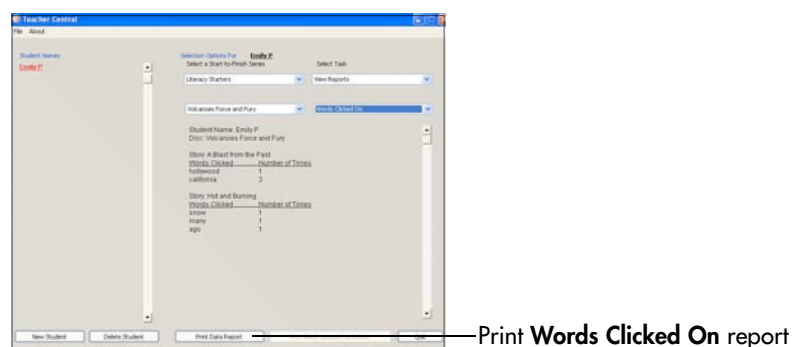 Teacher Central
File About
Student Names
Emily P
Selection Options For Emily P
Select a Start-to-Finish Series Select Task
Literacy Starters View Reports
Volcanoes Force and Fury Words Clicked On
Student Name: Emily P
Disc: Volcanoes Force and Fury
Story: A Blast from the Past
Words Clicked Number of Times
hollywood 1
california 3
Story: Hot and Burning
Words Clicked Number of Times
snow 1
many 1
ago 1
New Student Delete Student Print Data Report Quit
Print Words Clicked On report